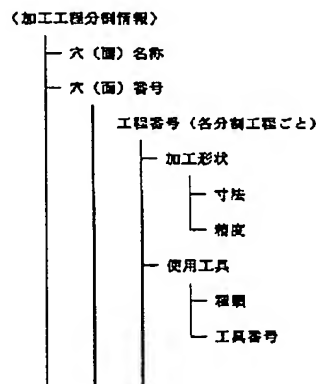 〈加工工程分割情報〉
穴（面）名称
穴（面）番号
工程番号（各分割工程ごと）
加工形状
寸法
精度
使用工具
種類
工具番号